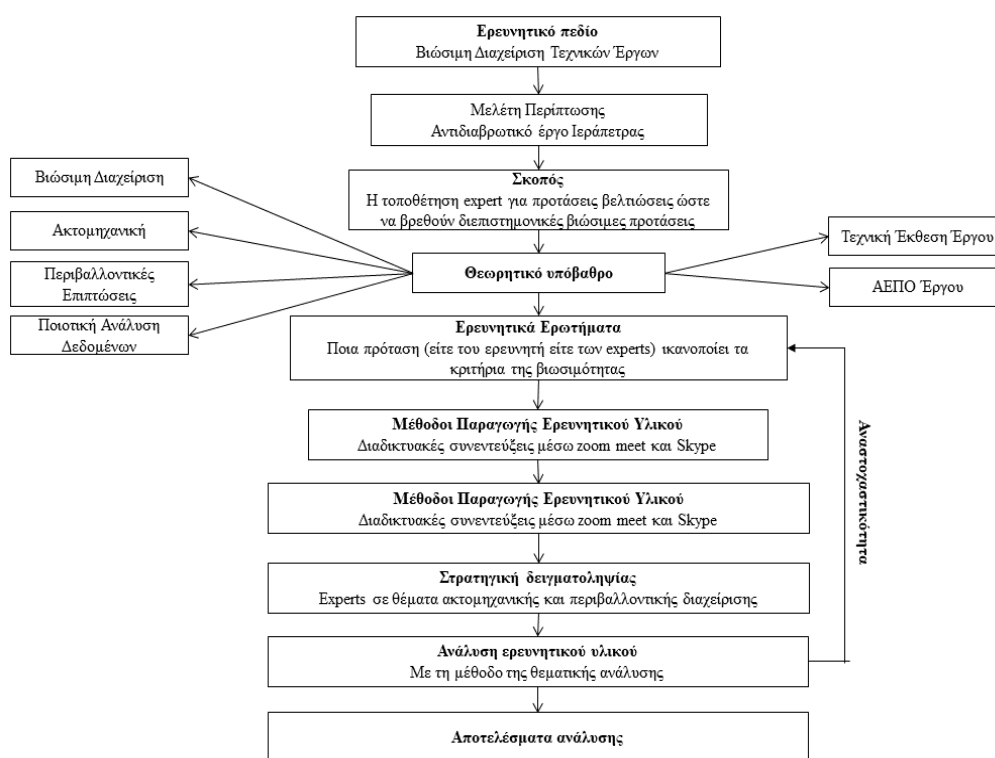 Ερευνητικό πεδίο
Βιώσιμη Διαχείριση Τεχνικών Έργων
Μελέτη Περίπτωσης
Αντιδιαβρωτικό έργο Ιεράπετρας
Σκοπός
Η τοποθέτηση expert για προτάσεις βελτιώσεις ώστε
να βρεθούν διεπιστημονικές βιώσιμες προτάσεις
Βιώσιμη Διαχείριση
Ακτομηχανική
Περιβαλλοντικές
Επιπτώσεις
Ποιοτική Ανάλυση
Δεδομένων
Θεωρητικό υπόβαθρο
Τεχνική Έκθεση Έργου
ΑΕΠΟ Έργου
Ερευνητικά Ερωτήματα
Ποια πρόταση (είτε του ερευνητή είτε των experts) ικανοποίει τα
κριτήρια της βιωσιμότητας
Μέθοδοι Παραγωγής Ερευνητικού Υλικού
Διαδικτυακές συνεντεύξεις μέσω zoom meet και Skype
Μέθοδοι Παραγωγής Ερευνητικού Υλικού
Διαδικτυακές συνεντεύξεις μέσω zoom meet και Skype
Στρατηγική δειγματοληψίας
Experts σε θέματα ακτομηχανικής και περιβαλλοντικής διαχείρισης
Ανάλυση ερευνητικού υλικού
Με τη μέθοδο της θεματικής ανάλυσης
Αποτελέσματα ανάλυσης
Αναστοχαστικότητα